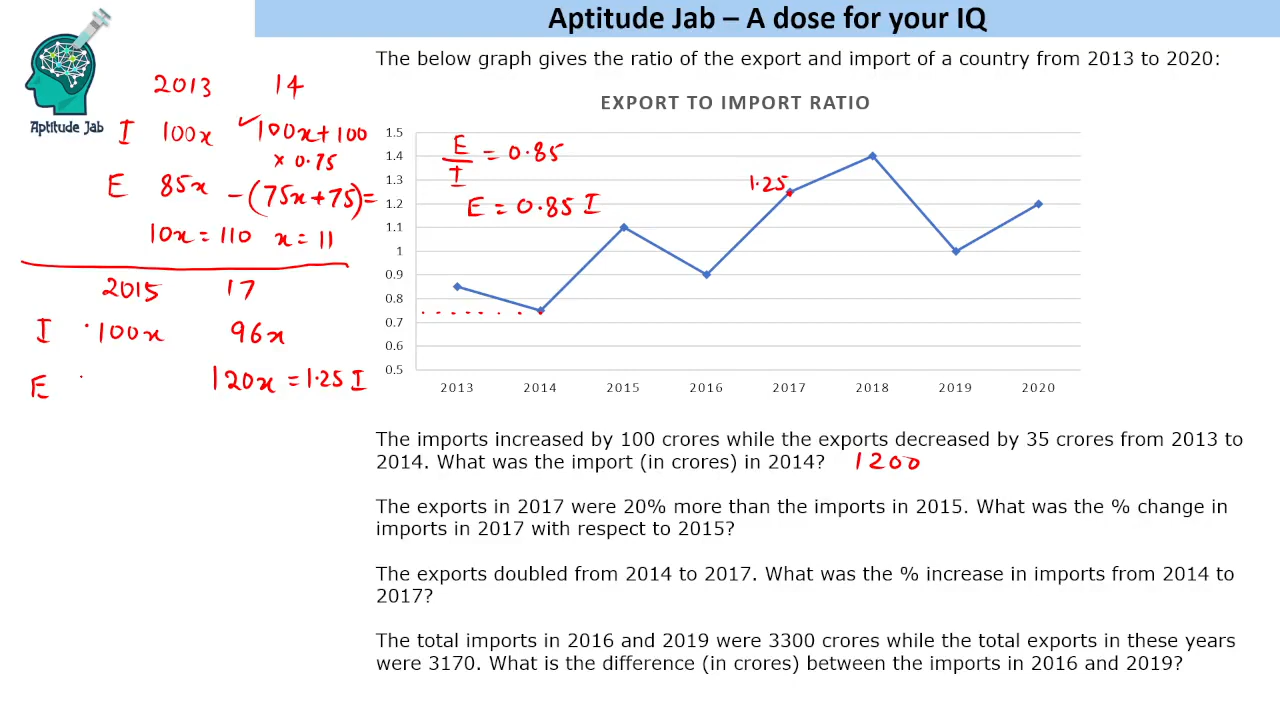 Aptitude Jab – A dose for your IQ
The below graph gives the ratio of the export and import of a country from 2013 to 2020:
Aptitude Jab
2013 14
I 100x ✓100x+100
× 0.75
E 85x – (75x+75)=
10x = 110 x = 11
2015 17
I 100x 96x
E 120x = 1.25 I
EXPORT TO IMPORT RATIO
1.5
1.4
1.3
1.2
1.1
1
0.9
0.8
0.7
0.6
0.5
E/I = 0.85
E = 0.85 I
1.25
2013 2014 2015 2016 2017 2018 2019 2020
The imports increased by 100 crores while the exports decreased by 35 crores from 2013 to
2014. What was the import (in crores) in 2014? 1200
The exports in 2017 were 20% more than the imports in 2015. What was the % change in
imports in 2017 with respect to 2015?
The exports doubled from 2014 to 2017. What was the % increase in imports from 2014 to
2017?
The total imports in 2016 and 2019 were 3300 crores while the total exports in these years
were 3170. What is the difference (in crores) between the imports in 2016 and 2019?